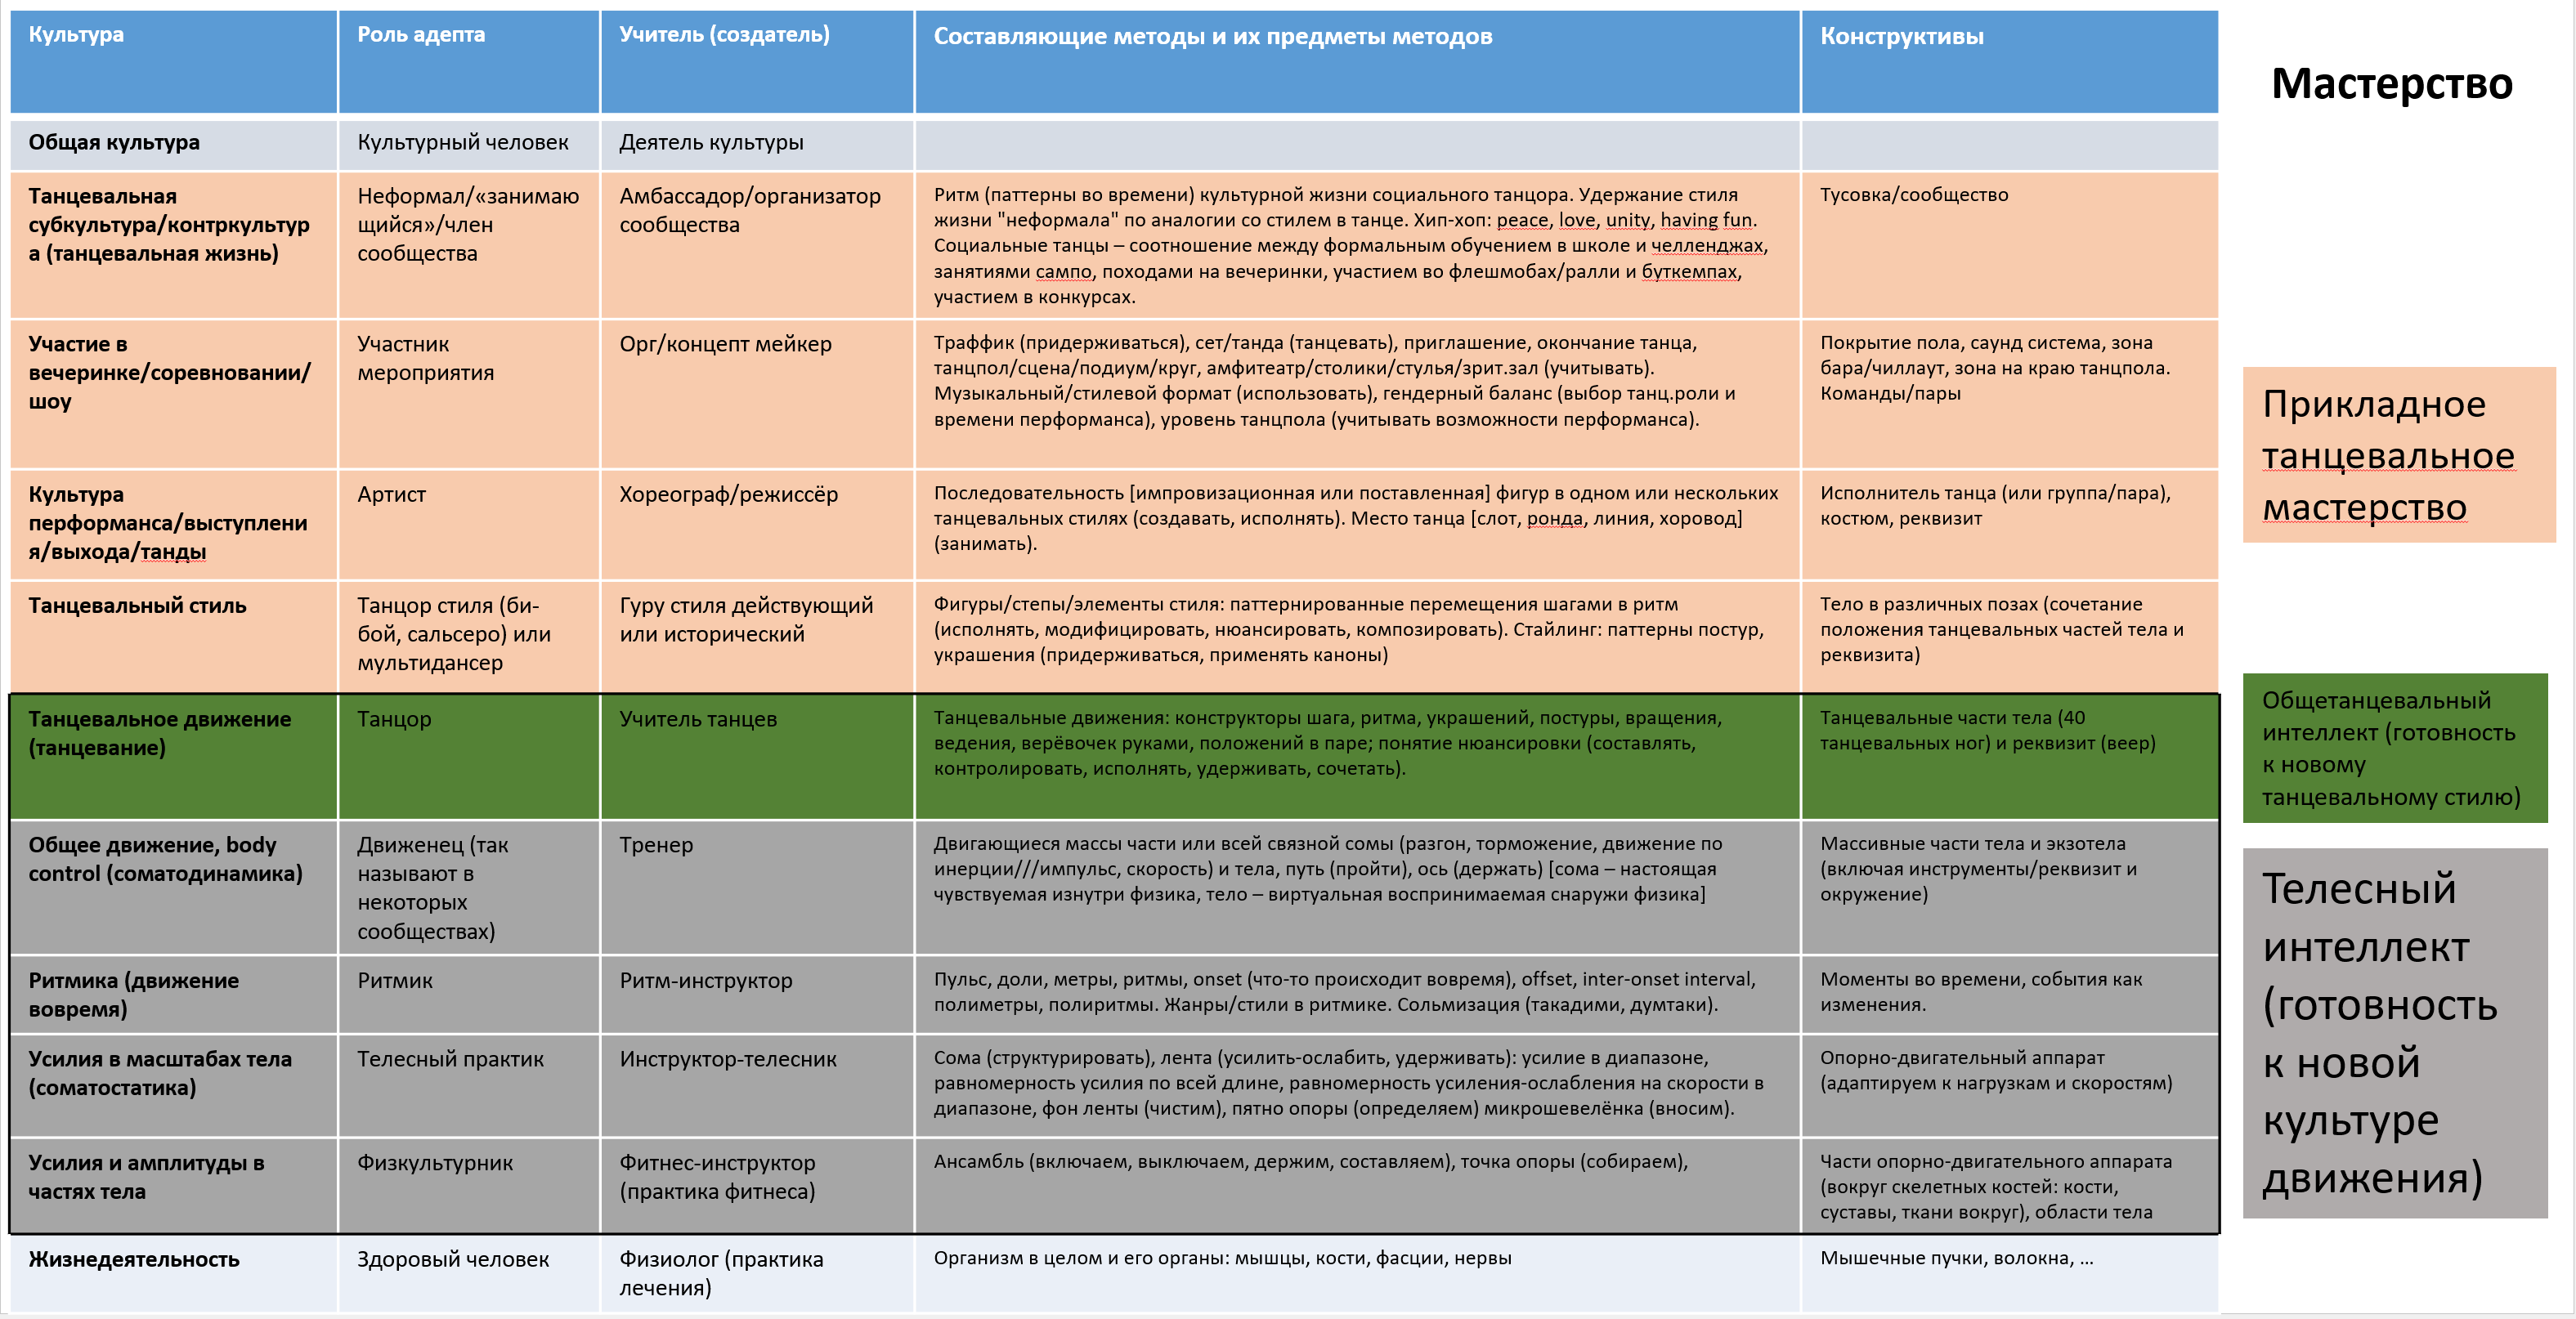 Культура
Роль адепта
Учитель (создатель)
Составляющие методы и их предметы методов
Конструктивы
Мастерство
Общая культура
Культурный человек
Деятель культуры
Танцевальная
субкультура/контркультур
а (танцевальная жизнь)
Неформал/«занимаю
щийся»/член
сообщества
Амбассадор/организатор
сообщества
Ритм (паттерны во времени) культурной жизни социального танцора. Удержание стиля
жизни "неформала" по аналогии со стилем в танце. Хип-хоп: peace, love, unity, having fun.
Социальные танцы – соотношение между формальным обучением в школе и челленджах,
занятиями сампо, походами на вечеринки, участием во флешмобах/ралли и буткемпах,
участием в конкурсах.
Тусовка/сообщество
Участие в
вечеринке/соревновании/
шоу
Участник
мероприятия
Орг/концепт мейкер
Траффик (придерживаться), сет/танда (танцевать), приглашение, окончание танца,
танцпол/сцена/подиум/круг, амфитеатр/столики/стулья/зрит.зал (учитывать).
Музыкальный/стилевой формат (использовать), гендерный баланс (выбор танц.роли и
времени перформанса), уровень танцпола (учитывать возможности перформанса).
Покрытие пола, саунд система, зона
бара/чиллаут, зона на краю танцпола.
Команды/пары
Прикладное
танцевальное
мастерство
Культура
перформанса/выступлени
я/выхода/танды
Артист
Хореограф/режиссёр
Последовательность [импровизационная или поставленная] фигур в одном или нескольких
танцевальных стилях (создавать, исполнять). Место танца [слот, ронда, линия, хоровод]
(занимать).
Исполнитель танца (или группа/пара),
костюм, реквизит
Танцевальный стиль
Танцор стиля (би-
бой, сальсеро) или
мультидансер
Гуру стиля действующий
или исторический
Фигуры/степы/элементы стиля: паттернированные перемещения шагами в ритм
(исполнять, модифицировать, нюансировать, композировать). Стайлинг: паттерны постур,
украшения (придерживаться, применять каноны)
Тело в различных позах (сочетание
положения танцевальных частей тела и
реквизита)
Танцевальное движение
(танцевание)
Танцор
Учитель танцев
Танцевальные движения: конструкторы шага, ритма, украшений, постуры, вращения,
ведения, верёвочек руками, положений в паре; понятие нюансировки (составлять,
контролировать, исполнять, удерживать, сочетать).
Танцевальные части тела (40
танцевальных ног) и реквизит (веер)
Общетанцевальный
интеллект (готовность
к новому
танцевальному стилю)
Общее движение, body
control (соматодинамика)
Движенец (так
называют в
некоторых
сообществах)
Тренер
Двигающиеся массы части или всей связной сомы (разгон, торможение, движение по
инерции///импульс, скорость) и тела, путь (пройти), ось (держать) [сома – настоящая
чувствуемая изнутри физика, тело – виртуальная воспринимаемая снаружи физика]
Массивные части тела и экзотела
(включая инструменты/реквизит и
окружение)
Телесный
интеллект
(готовность
к новой
культуре
движения)
Ритмика (движение
вовремя)
Ритмик
Ритм-инструктор
Пульс, доли, метры, ритмы, onset (что-то происходит вовремя), offset, inter-onset interval,
полиметры, полиритмы. Жанры/стили в ритмике. Сольмизация (такадими, думтаки).
Моменты во времени, события как
изменения.
Усилия в масштабах тела
(соматостатика)
Телесный практик
Инструктор-телесник
Сома (структурировать), лента (усилить-ослабить, удерживать): усилие в диапазоне,
равномерность усилия по всей длине, равномерность усиления-ослабления на скорости в
диапазоне, фон ленты (чистим), пятно опоры (определяем) микрошевелёнка (вносим).
Опорно-двигательный аппарат
(адаптируем к нагрузкам и скоростям)
Усилия и амплитуды в
частях тела
Физкультурник
Фитнес-инструктор
(практика фитнеса)
Ансамбль (включаем, выключаем, держим, составляем), точка опоры (собираем),
Части опорно-двигательного аппарата
(вокруг скелетных костей: кости,
суставы, ткани вокруг), области тела
Жизнедеятельность
Здоровый человек
Физиолог (практика
лечения)
Организм в целом и его органы: мышцы, кости, фасции, нервы
Мышечные пучки, волокна, ...